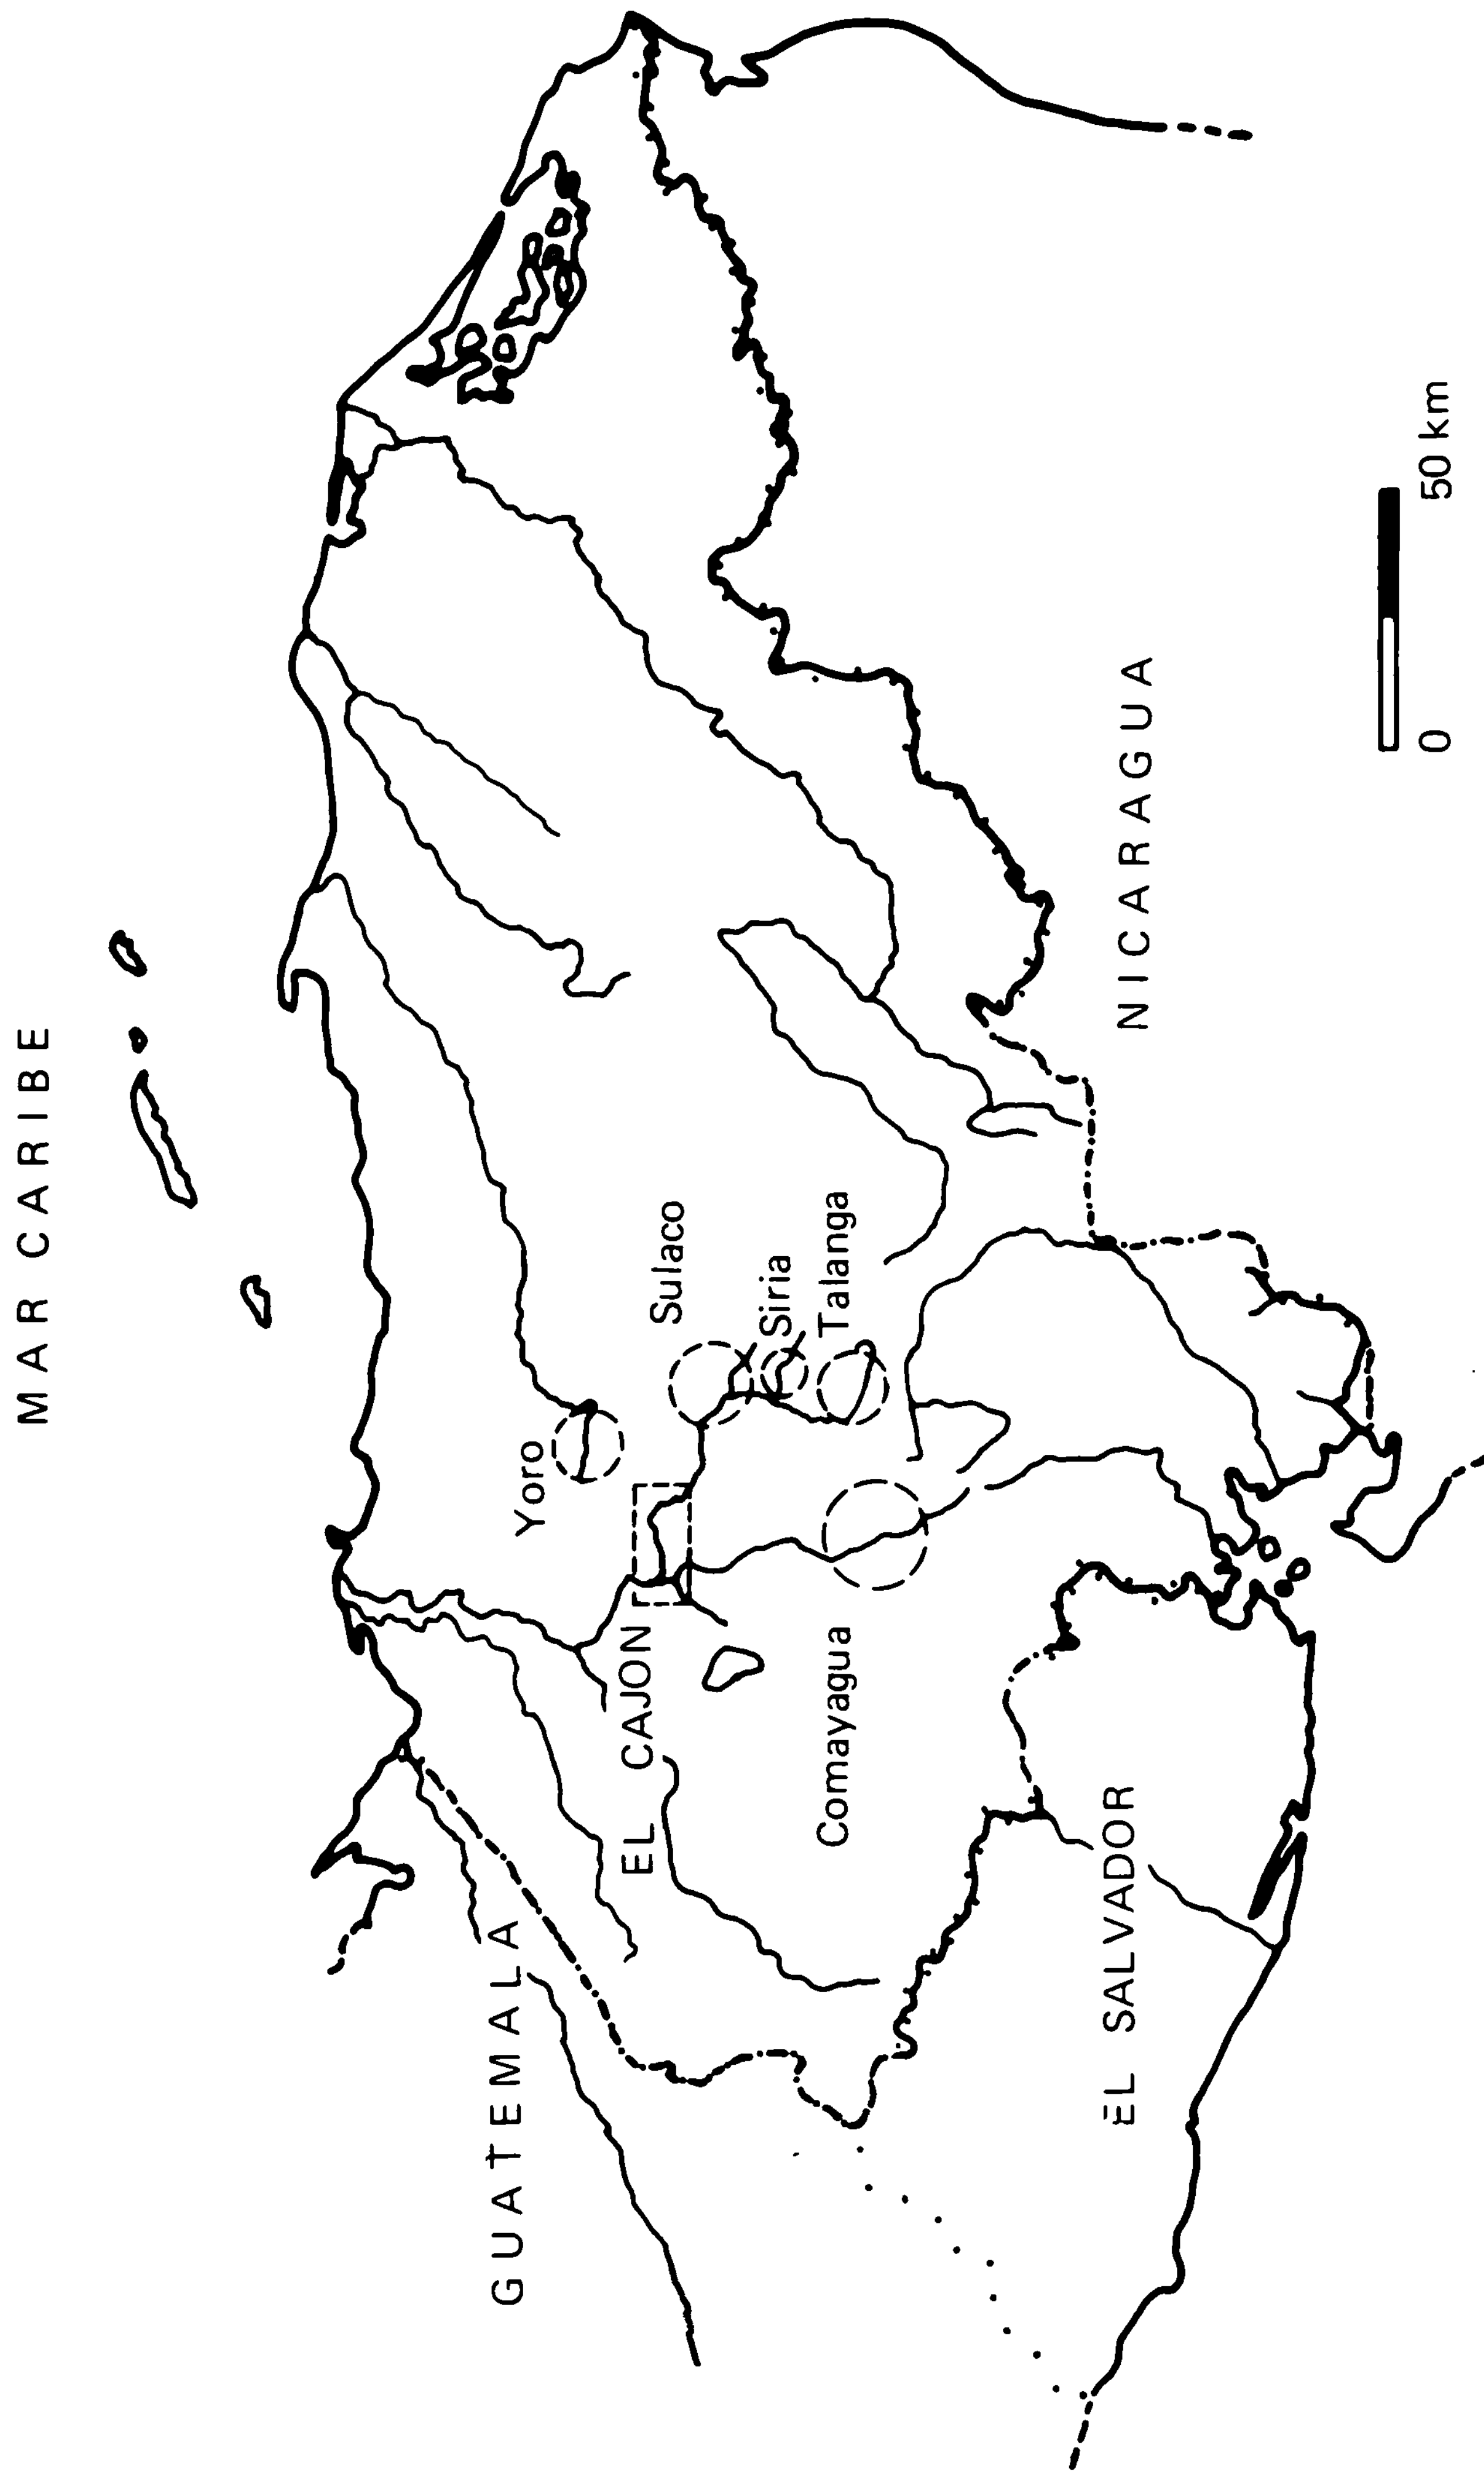 MAR CARIBE
GUATEMALA
Yoro
EL CAJON
Sulaco
Siria
Talanga
Comayagua
EL SALVADOR
NICARAGUA
0 50 km